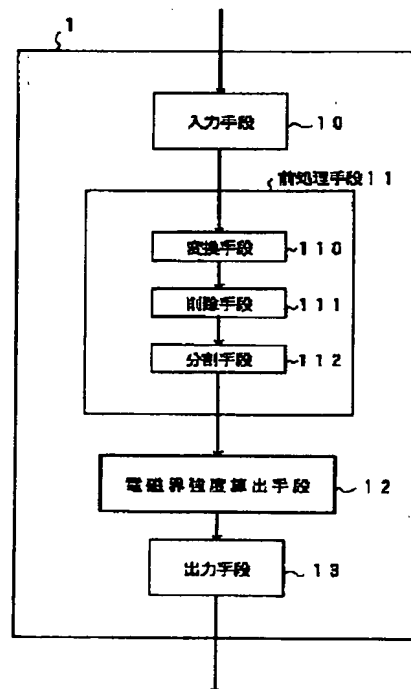 1
入力手段
10
前処理手段11
変換手段
110
削除手段
111
分割手段
112
電磁界強度算出手段
12
出力手段
13